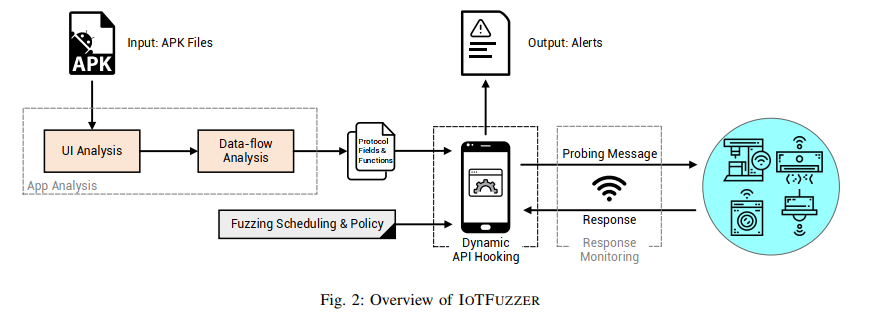 APK
Input: APK Files
Output: Alerts
UI Analysis
Data-flow
Analysis
App Analysis
Protocol
Fields &
Functions
Fuzzing Scheduling & Policy
Dynamic
API Hooking
Probing Message
Response
Response
Monitoring
Fig. 2: Overview of IOTFUZZER